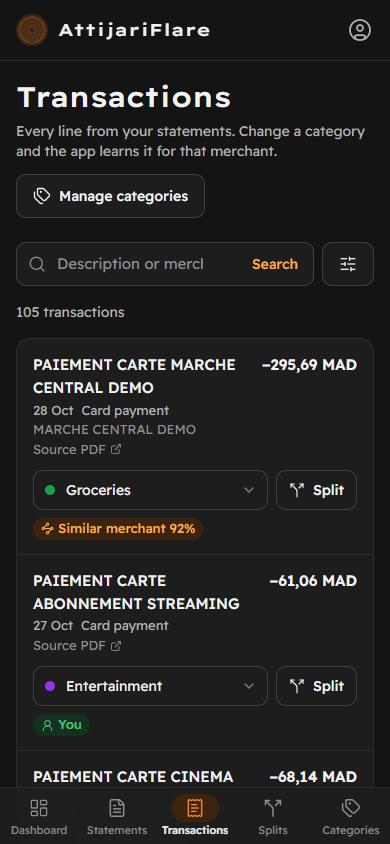 AttijariFlare
Transactions
Every line from your statements. Change a category
and the app learns it for that merchant.
Manage categories
Description or mercl
Search
105 transactions
PAIEMENT CARTE MARCHE
CENTRAL DEMO
−295,69 MAD
28 Oct Card payment
MARCHE CENTRAL DEMO
Source PDF
Groceries
Split
Similar merchant 92%
PAIEMENT CARTE
ABONNEMENT STREAMING
−61,06 MAD
27 Oct Card payment
Source PDF
Entertainment
Split
You
PAIEMENT CARTE CINEMA
−68,14 MAD
Dashboard
Statements
Transactions
Splits
Categories